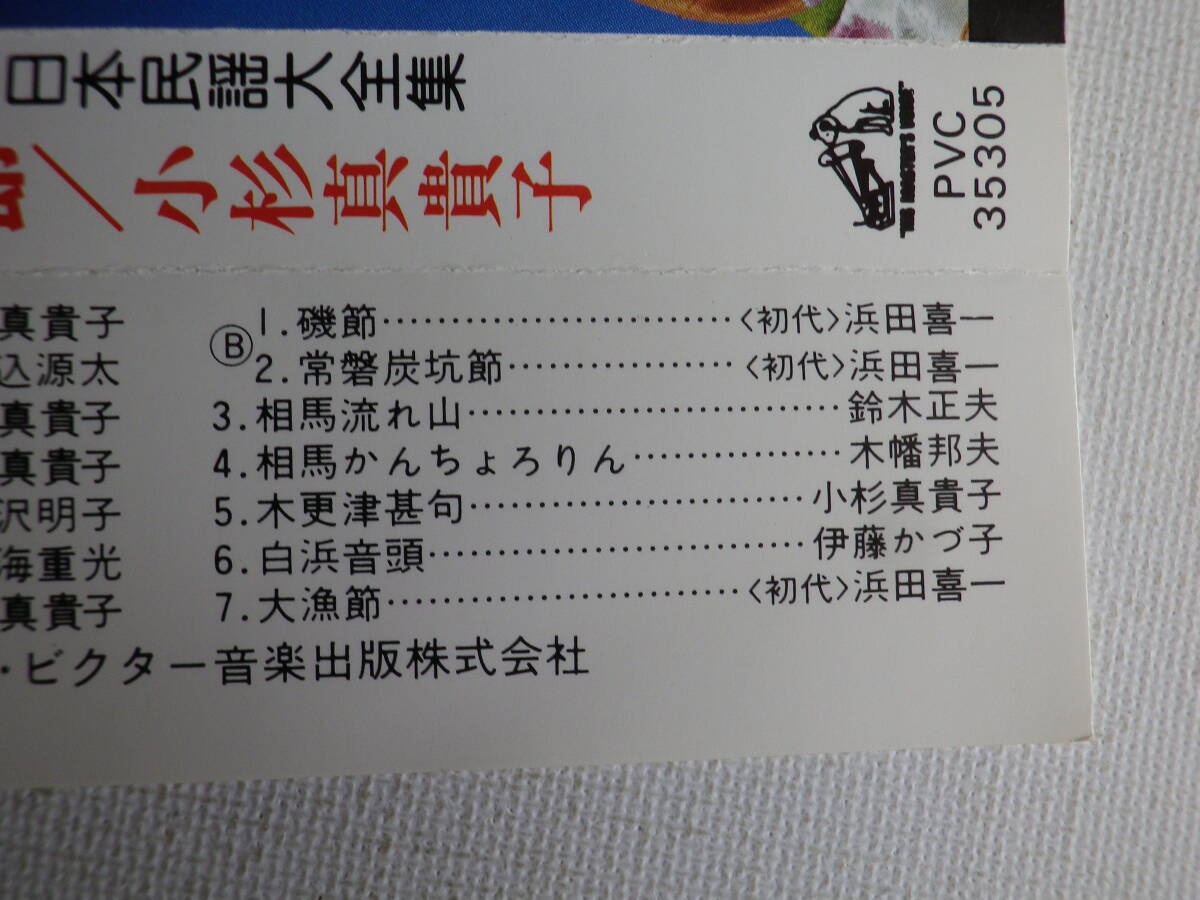 日本民謡大全集
／小杉真貴子
"HIS MASTER'S VOICE"
PVC
35305
真貴子
込源太
真貴子
真貴子
沢明子
海重光
真貴子
Ⓑ
1.磯節………………………〈初代〉浜田喜一
2.常磐炭坑節………………〈初代〉浜田喜一
3.相馬流れ山…………………………鈴木正夫
4.相馬かんちょろりん……………木幡邦夫
5.木更津甚句………………………小杉真貴子
6.白浜音頭…………………………伊藤かづ子
7.大漁節………………………〈初代〉浜田喜一
・ビクター音楽出版株式会社